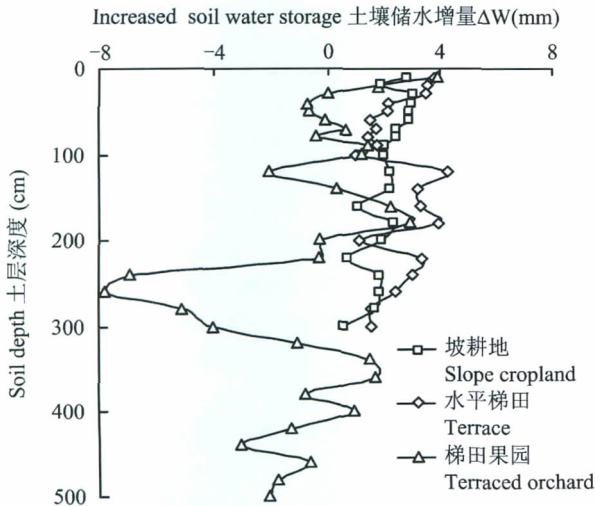 Increased soil water storage 土壤储水增量ΔW(mm)
-8 -4 0 4 8
0
100
200
300
400
500
Soil depth 土层深度 (cm)
坡耕地
Slope cropland
水平梯田
Terrace
梯田果园
Terraced orchard